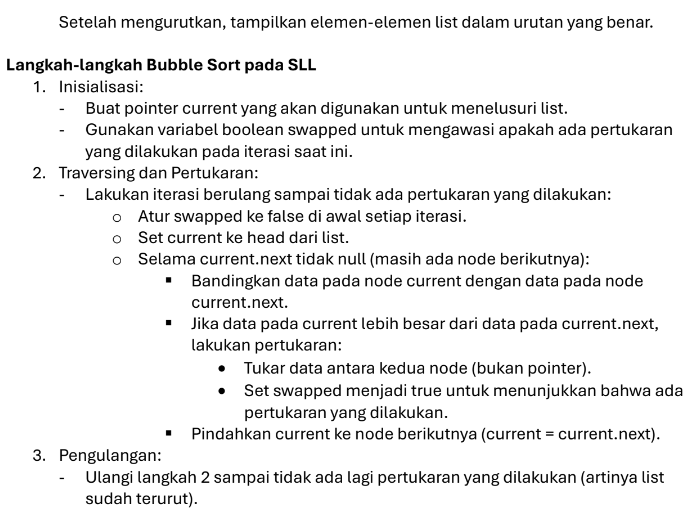 Setelah mengurutkan, tampilkan elemen-elemen list dalam urutan yang benar.
Langkah-langkah Bubble Sort pada SLL
1. Inisialisasi:
- Buat pointer current yang akan digunakan untuk menelusuri list.
- Gunakan variabel boolean swapped untuk mengawasi apakah ada pertukaran
yang dilakukan pada iterasi saat ini.
2. Traversing dan Pertukaran:
- Lakukan iterasi berulang sampai tidak ada pertukaran yang dilakukan:
o Atur swapped ke false di awal setiap iterasi.
o Set current ke head dari list.
o Selama current.next tidak null (masih ada node berikutnya):
▪ Bandingkan data pada node current dengan data pada node
current.next.
▪ Jika data pada current lebih besar dari data pada current.next,
lakukan pertukaran:
• Tukar data antara kedua node (bukan pointer).
• Set swapped menjadi true untuk menunjukkan bahwa ada
pertukaran yang dilakukan.
▪ Pindahkan current ke node berikutnya (current = current.next).
3. Pengulangan:
- Ulangi langkah 2 sampai tidak ada lagi pertukaran yang dilakukan (artinya list
sudah terurut).